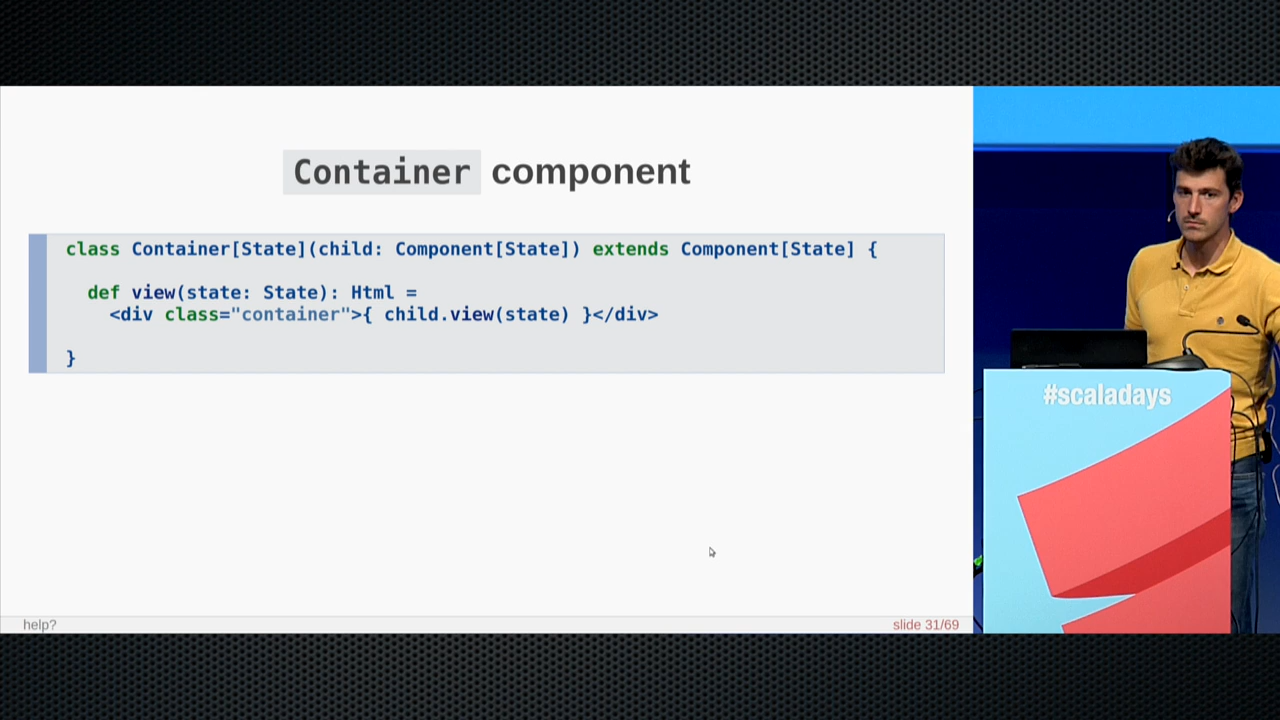 Container component
class Container[State](child: Component[State]) extends Component[State] {
def view(state: State): Html =
<div class="container">{ child.view(state) }</div>
}
#scaladays
help?
slide 31/69